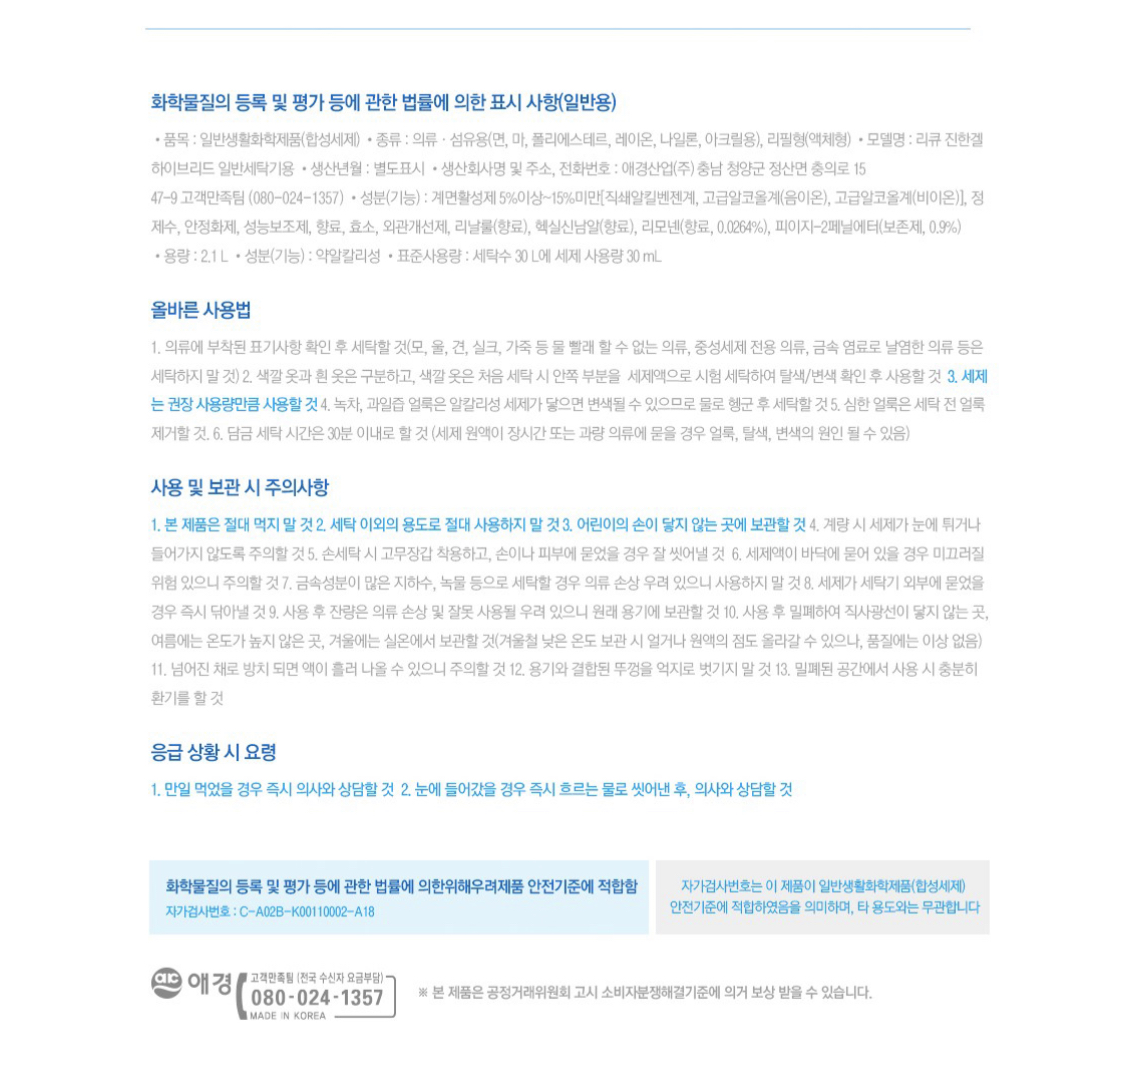 화학물질의 등록 및 평가 등에 관한 법률에 의한 표시 사항(일반용)
•품목 : 일반생활화학제품(합성세제) •종류 : 의류 · 섬유용(면, 마, 폴리에스테르, 레이온, 나일론, 아크릴용), 리필형(액체형) •모델명 : 리큐 진한겔
하이브리드 일반세탁기용 •생산년월 : 별도표시 •생산회사명 및 주소, 전화번호 : 애경산업(주) 충남 청양군 정산면 충의로 15
47-9 고객만족팀 (080-024-1357) •성분(기능) : 계면활성제 5%이상~15%미만[직쇄알킬벤젠계, 고급알코올계(음이온), 고급알코올계(비이온)], 정
제수, 안정화제, 성능보조제, 향료, 효소, 외관개선제, 리날룰(향료), 헥실신남알(향료), 리모넨(향료, 0.0264%), 피이지-2페닐에터(보존제, 0.9%)
•용량 : 2.1 L •성분(기능) : 약알칼리성 •표준사용량 : 세탁수 30 L에 세제 사용량 30 mL
올바른 사용법
1. 의류에 부착된 표기사항 확인 후 세탁할 것(모, 울, 견, 실크, 가죽 등 물 빨래 할 수 없는 의류, 중성세제 전용 의류, 금속 염료로 날염한 의류 등은
세탁하지 말 것) 2. 색깔 옷과 흰 옷은 구분하고, 색깔 옷은 처음 세탁 시 안쪽 부분을 세제액으로 시험 세탁하여 탈색/변색 확인 후 사용할 것 3. 세제
는 권장 사용량만큼 사용할 것 4. 녹차, 과일즙 얼룩은 알칼리성 세제가 닿으면 변색될 수 있으므로 물로 헹군 후 세탁할 것 5. 심한 얼룩은 세탁 전 얼룩
제거할 것. 6. 담금 세탁 시간은 30분 이내로 할 것 (세제 원액이 장시간 또는 과량 의류에 묻을 경우 얼룩, 탈색, 변색의 원인 될 수 있음)
사용 및 보관 시 주의사항
1. 본 제품은 절대 먹지 말 것 2. 세탁 이외의 용도로 절대 사용하지 말 것 3. 어린이의 손이 닿지 않는 곳에 보관할 것 4. 계량 시 세제가 눈에 튀거나
들어가지 않도록 주의할 것 5. 손세탁 시 고무장갑 착용하고, 손이나 피부에 묻었을 경우 잘 씻어낼 것 6. 세제액이 바닥에 묻어 있을 경우 미끄러질
위험 있으니 주의할 것 7. 금속성분이 많은 지하수, 녹물 등으로 세탁할 경우 의류 손상 우려 있으니 사용하지 말 것 8. 세제가 세탁기 외부에 묻었을
경우 즉시 닦아낼 것 9. 사용 후 잔량은 의류 손상 및 잘못 사용될 우려 있으니 원래 용기에 보관할 것 10. 사용 후 밀폐하여 직사광선이 닿지 않는 곳,
여름에는 온도가 높지 않은 곳, 겨울에는 실온에서 보관할 것(겨울철 낮은 온도 보관 시 얼거나 원액의 점도 올라갈 수 있으나, 품질에는 이상 없음)
11. 넘어진 채로 방치 되면 액이 흘러 나올 수 있으니 주의할 것 12. 용기와 결합된 뚜껑을 억지로 벗기지 말 것 13. 밀폐된 공간에서 사용 시 충분히
환기를 할 것
응급 상황 시 요령
1. 만일 먹었을 경우 즉시 의사와 상담할 것 2. 눈에 들어갔을 경우 즉시 흐르는 물로 씻어낸 후, 의사와 상담할 것
화학물질의 등록 및 평가 등에 관한 법률에 의한위해우려제품 안전기준에 적합함
자가검사번호 : C-A02B-K00110002-A18
자가검사번호는 이 제품이 일반생활화학제품(합성세제)
안전기준에 적합하였음을 의미하며, 타 용도와는 무관합니다
애경
고객만족팀 (전국 수신자 요금부담)
080-024-1357
MADE IN KOREA
※ 본 제품은 공정거래위원회 고시 소비자분쟁해결기준에 의거 보상 받을 수 있습니다.